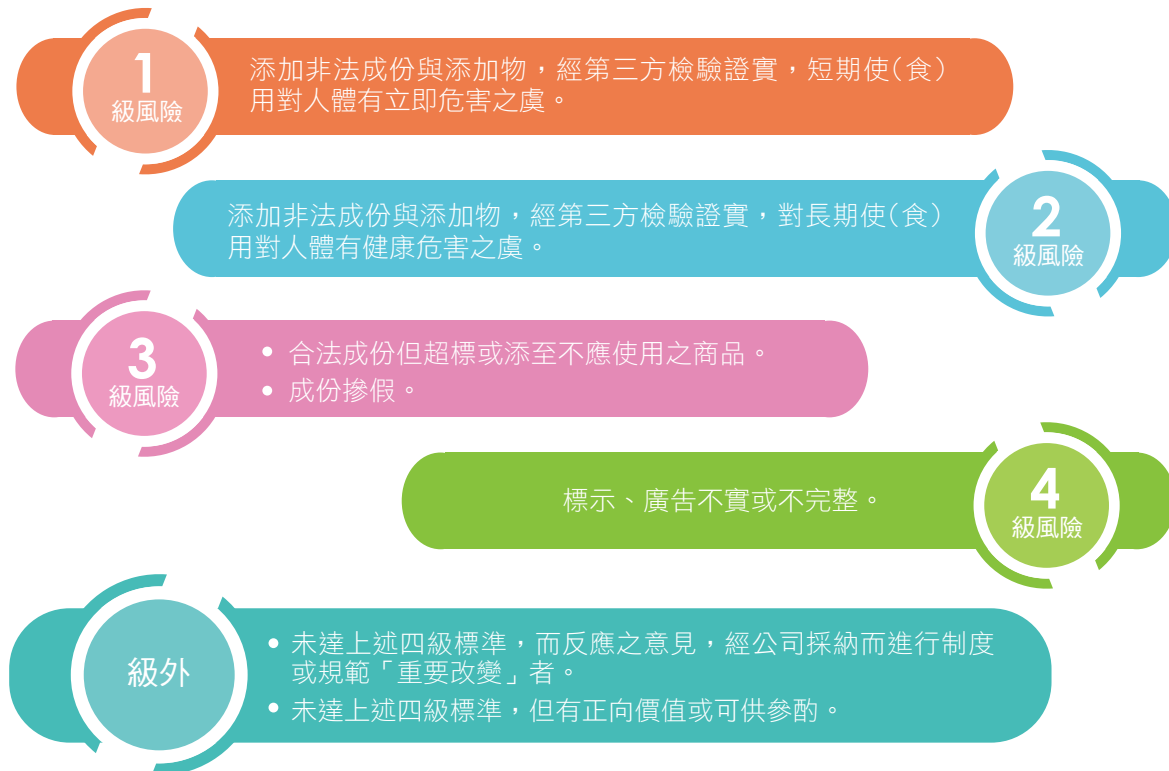 1
級風險
添加非法成份與添加物，經第三方檢驗證實，短期使(食)
用對人體有立即危害之虞。
添加非法成份與添加物，經第三方檢驗證實，對長期使(食)
用對人體有健康危害之虞。
2
級風險
3
級風險
• 合法成份但超標或添至不應使用之商品。
• 成份摻假。
標示、廣告不實或不完整。
4
級風險
級外
• 未達上述四級標準，而反應之意見，經公司採納而進行制度
或規範「重要改變」者。
• 未達上述四級標準，但有正向價值或可供參酌。